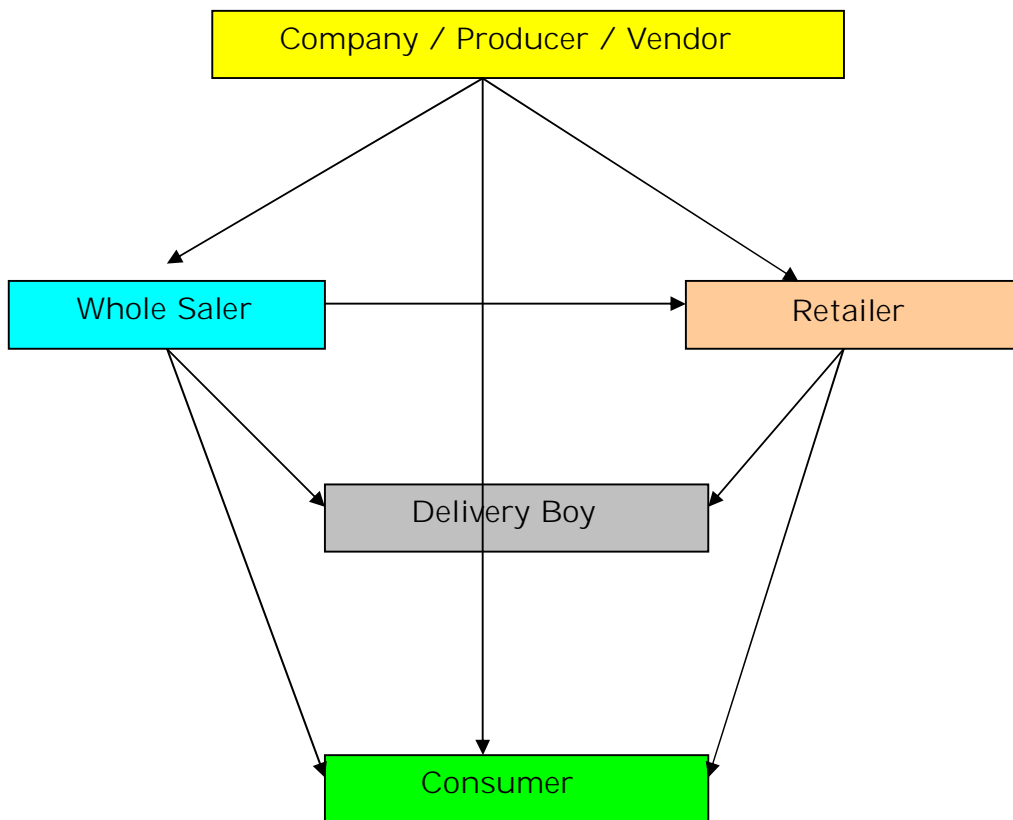 Company / Producer / Vendor
Whole Saler
Retailer
Delivery Boy
Consumer